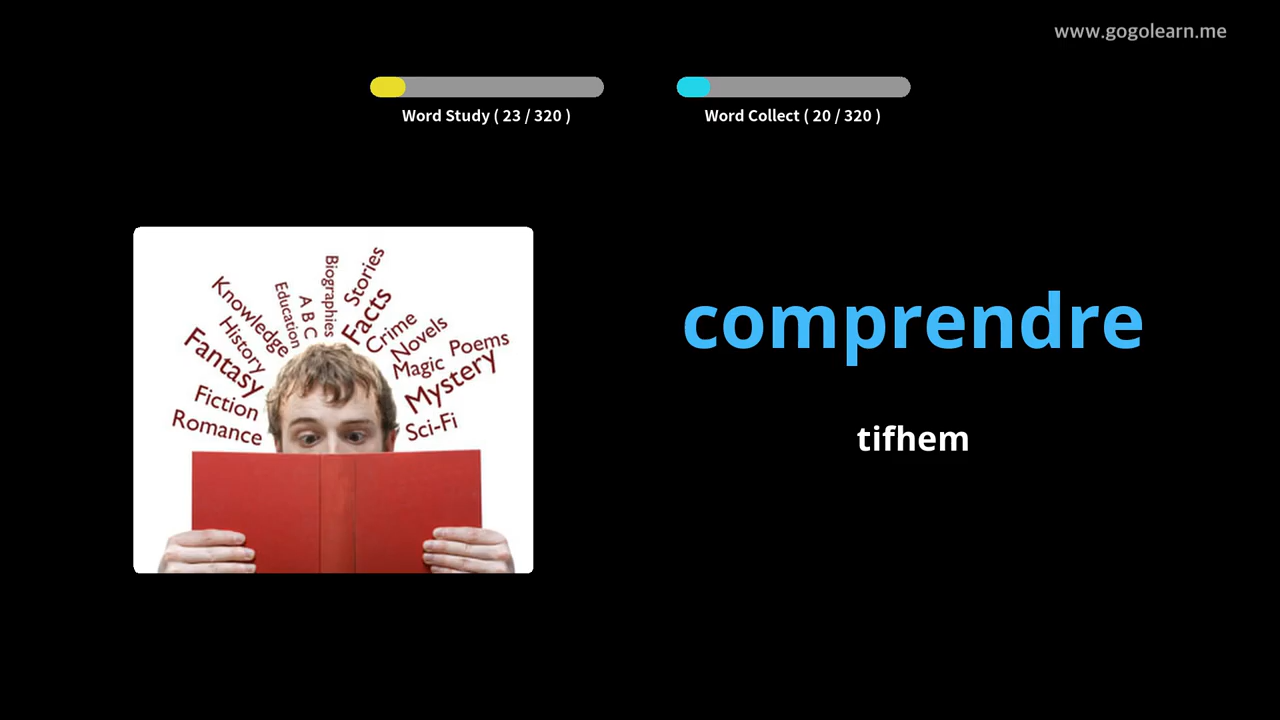 www.gogolearn.me
Word Study ( 23 / 320 )
Word Collect ( 20 / 320 )
Biographies
Stories
Education
A B C
Facts
Knowledge
Crime
History
Novels
Poems
Fantasy
Magic
Mystery
Fiction
Romance
Sci-Fi
comprendre
tifhem